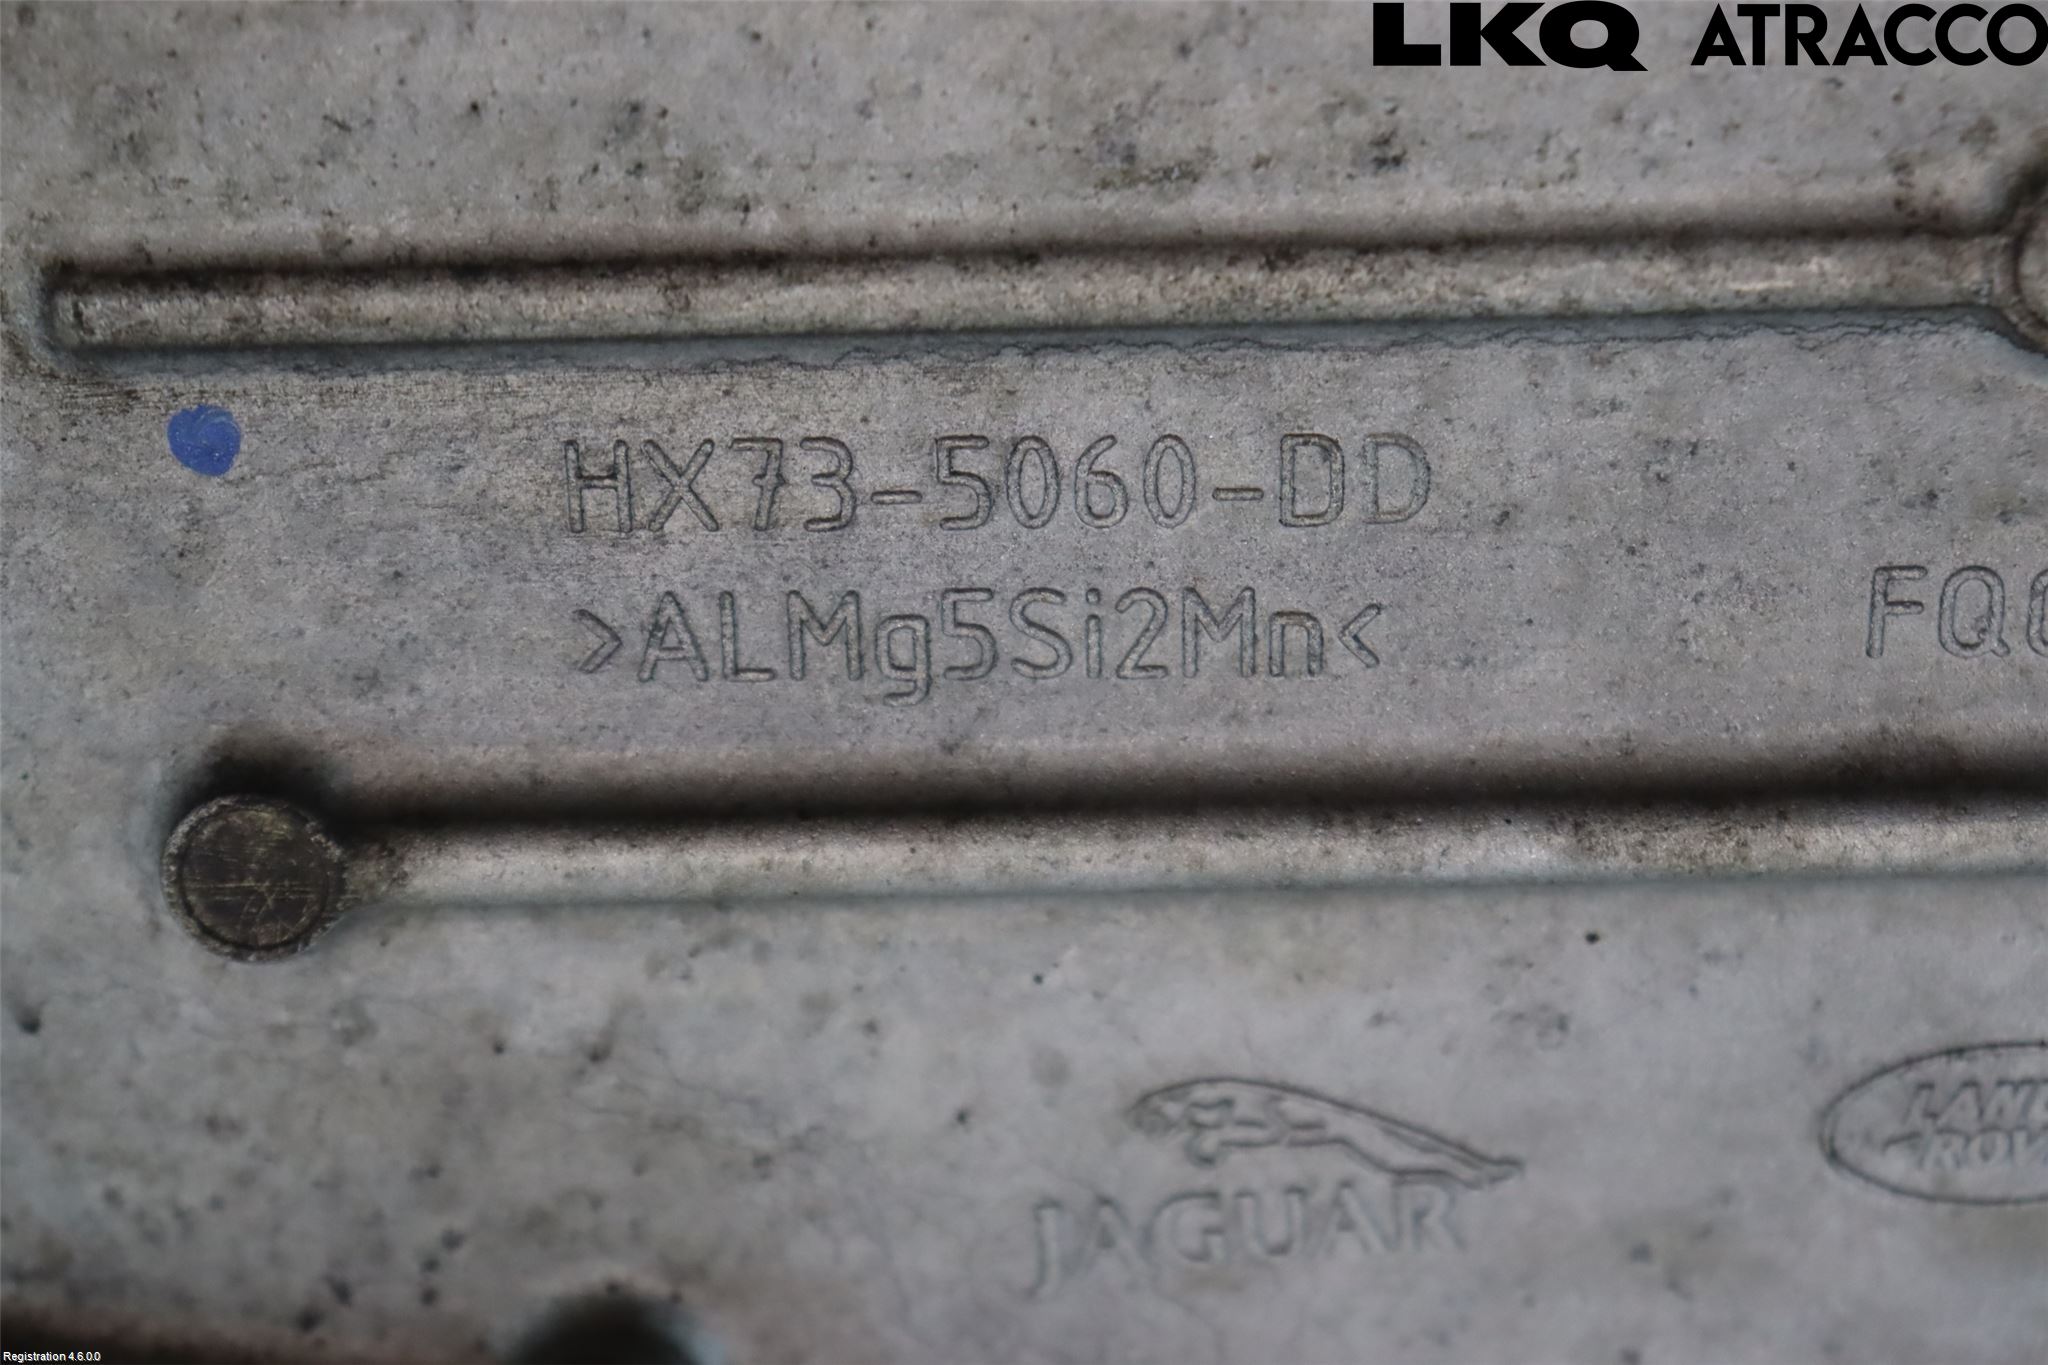 LKQ ATRACCO
HX73-5060-DD
>ALMg5Si2Mn<
JAGUAR
Registration 4.6.0.0